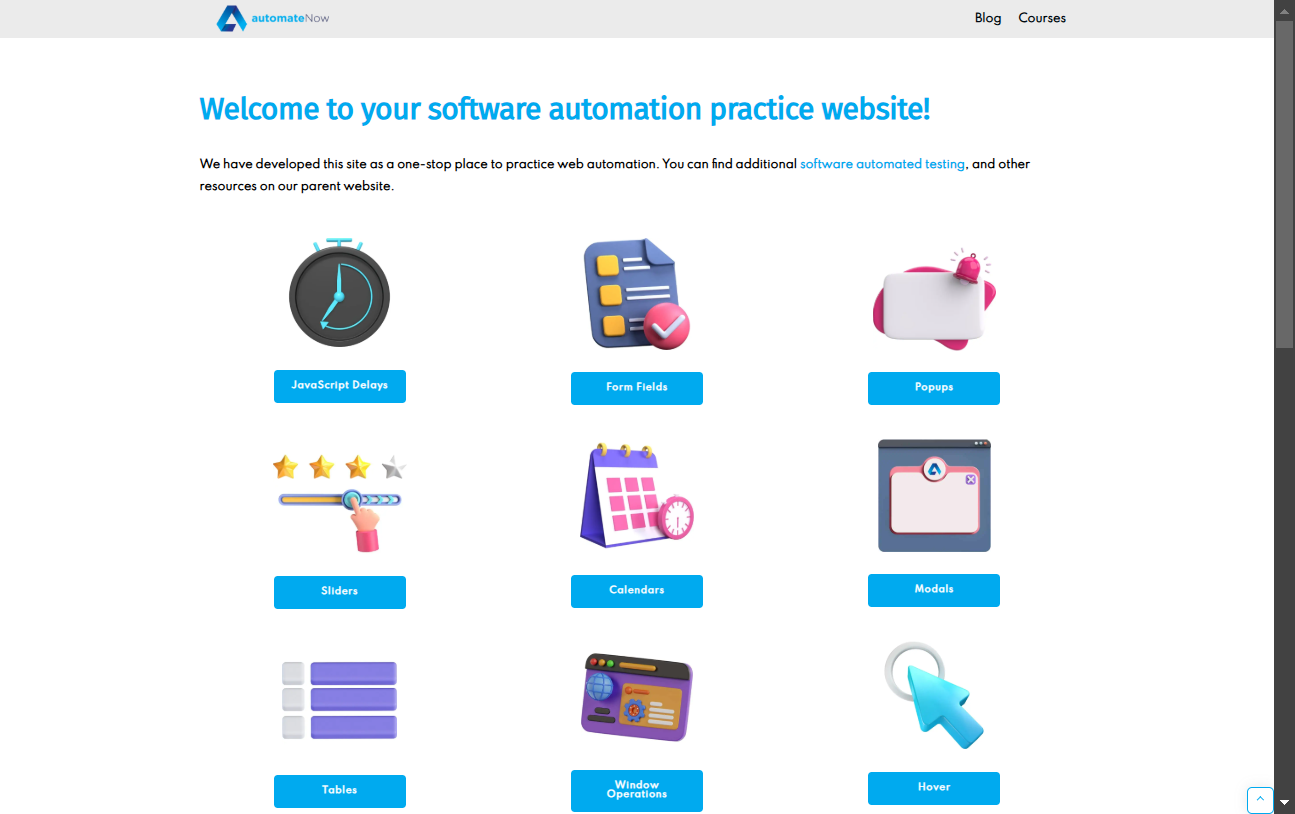 automateNow
Blog
Courses
Welcome to your software automation practice website!
We have developed this site as a one-stop place to practice web automation. You can find additional software automated testing, and other
resources on our parent website.
JavaScript Delays
Form Fields
Popups
Sliders
Calendars
Modals
Tables
Window
Operations
Hover